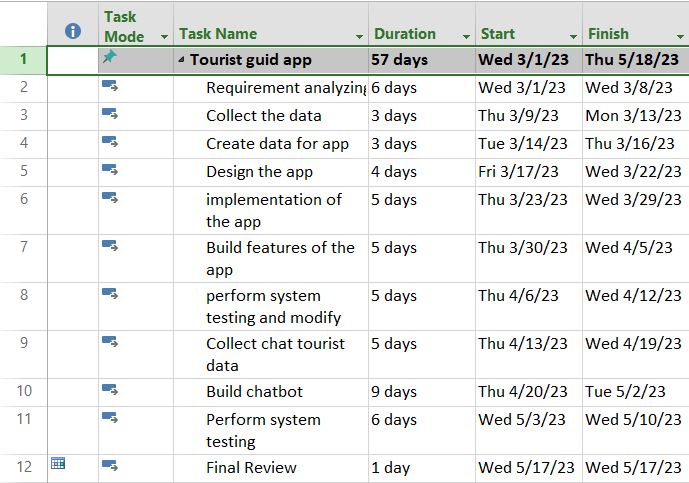 Task Mode Task Name Duration Start Finish
1 Tourist guid app 57 days Wed 3/1/23 Thu 5/18/23
2 Requirement analyzing 6 days Wed 3/1/23 Wed 3/8/23
3 Collect the data 3 days Thu 3/9/23 Mon 3/13/23
4 Create data for app 3 days Tue 3/14/23 Thu 3/16/23
5 Design the app 4 days Fri 3/17/23 Wed 3/22/23
6 implementation of 5 days Thu 3/23/23 Wed 3/29/23
the app
7 Build features of the 5 days Thu 3/30/23 Wed 4/5/23
app
8 perform system 5 days Thu 4/6/23 Wed 4/12/23
testing and modify
9 Collect chat tourist 5 days Thu 4/13/23 Wed 4/19/23
data
10 Build chatbot 9 days Thu 4/20/23 Tue 5/2/23
11 Perform system 6 days Wed 5/3/23 Wed 5/10/23
testing
12 Final Review 1 day Wed 5/17/23 Wed 5/17/23